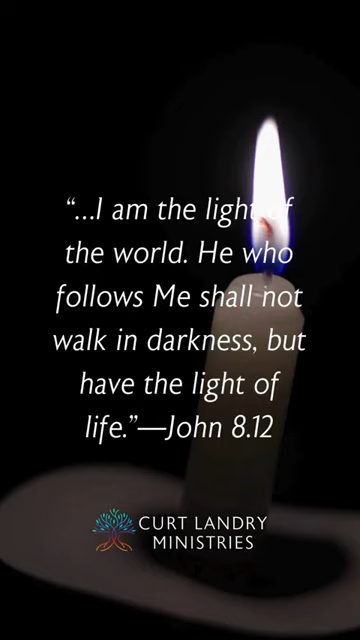 “...I am the light of
the world. He who
follows Me shall not
walk in darkness, but
have the light of
life.”—John 8.12
CURT LANDRY
MINISTRIES